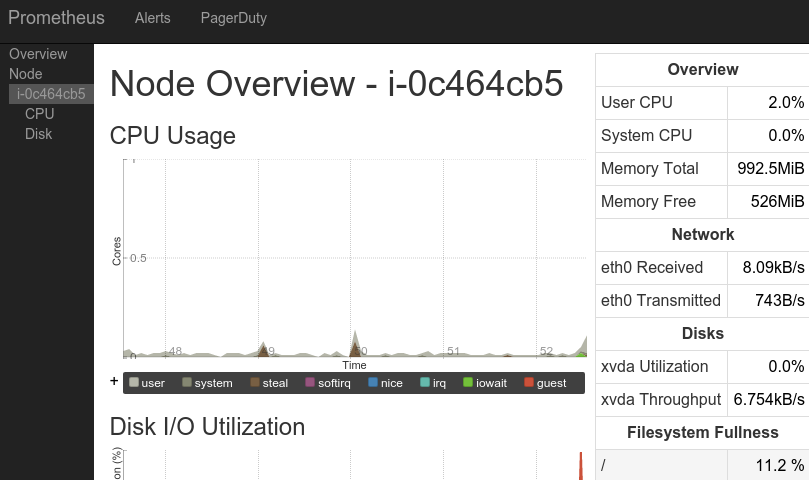 Prometheus Alerts PagerDuty
Overview
Node
i-0c464cb5
CPU
Disk
Node Overview - i-0c464cb5
CPU Usage
Cores
0.5
0
48
50
51
52
Time
+ user system steal softirq nice irq iowait guest
Disk I/O Utilization
(%)
Overview
User CPU 2.0%
System CPU 0.0%
Memory Total 992.5MiB
Memory Free 526MiB
Network
eth0 Received 8.09kB/s
eth0 Transmitted 743B/s
Disks
xvda Utilization 0.0%
xvda Throughput 6.754kB/s
Filesystem Fullness
/ 11.2 %